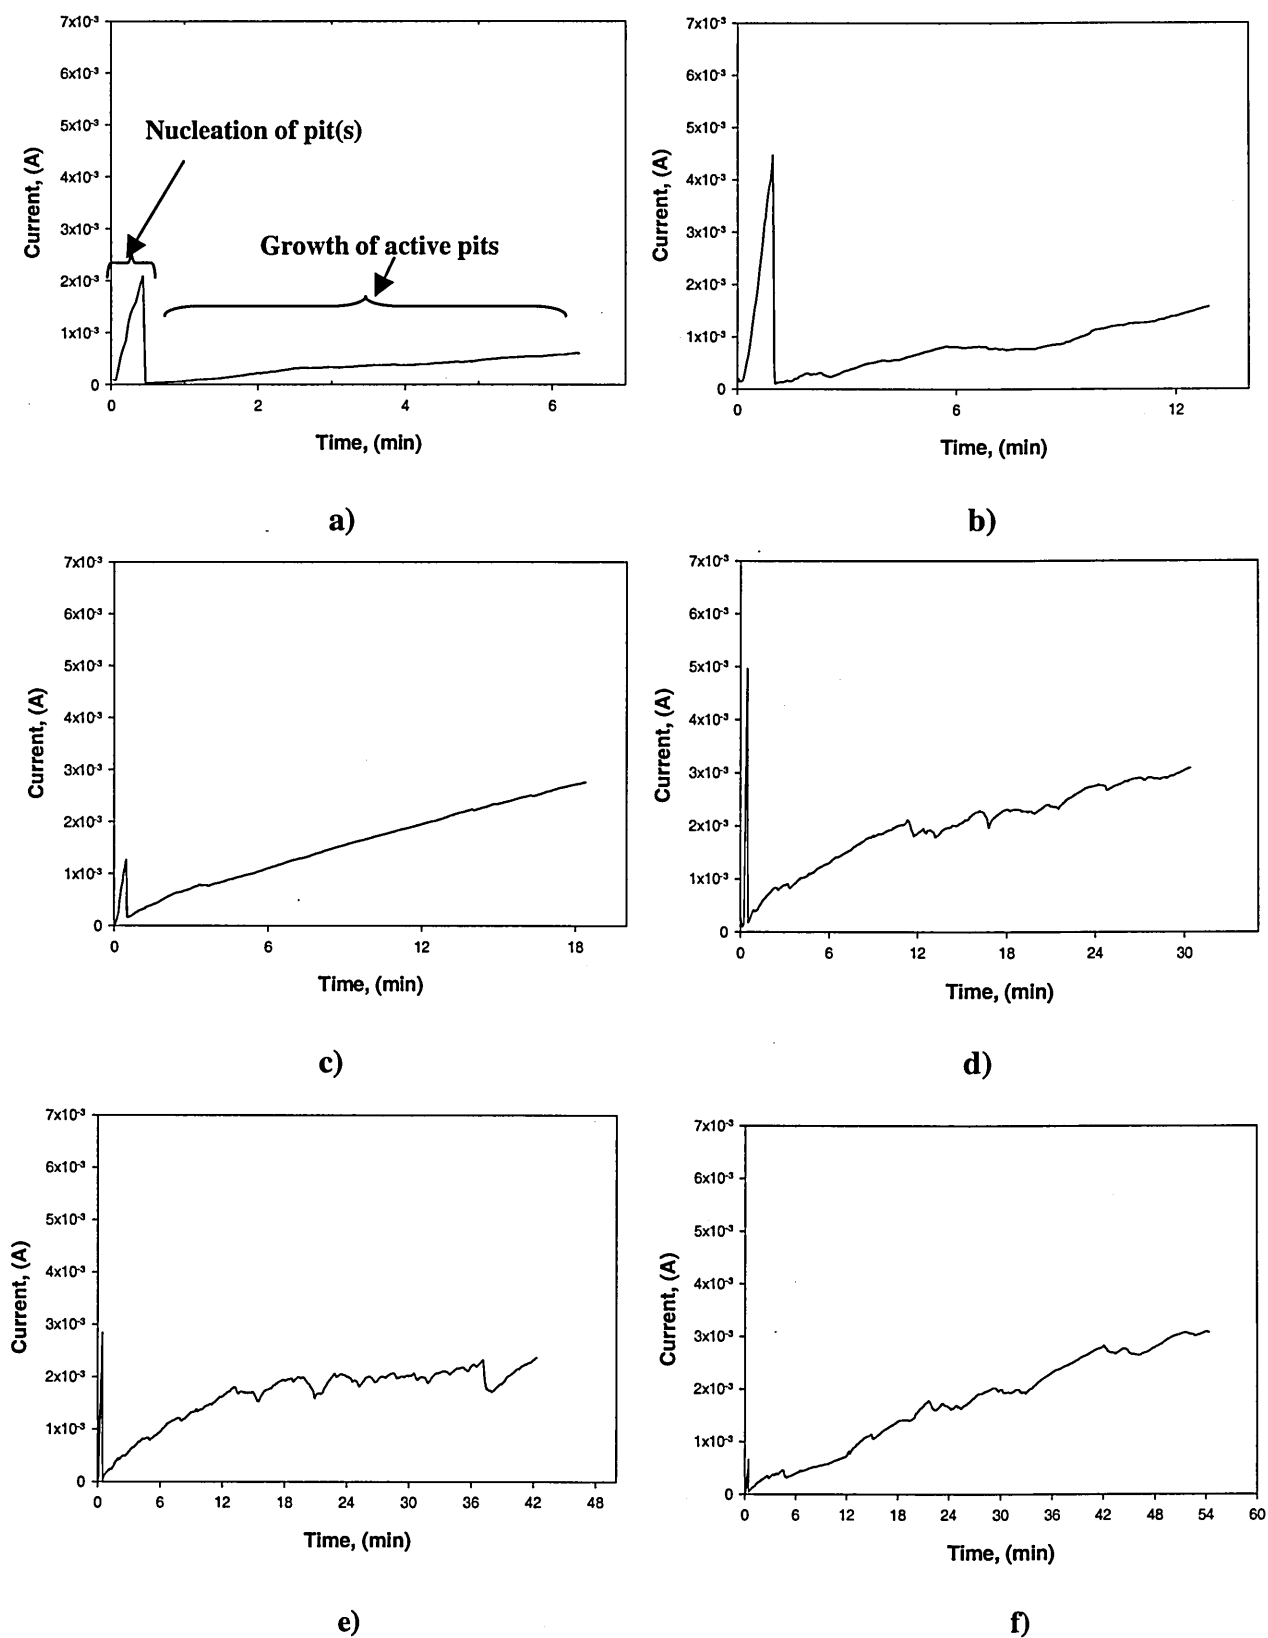 7x10-3
6x10-3
5x10-3
4x10-3
3x10-3
2x10-3
1x10-3
0
Current, (A)
Nucleation of pit(s)
Growth of active pits
0 2 4 6
Time, (min)
a)
7x10-3
6x10-3
5x10-3
4x10-3
3x10-3
2x10-3
1x10-3
0
Current, (A)
0 6 12
Time, (min)
b)
7x10-3
6x10-3
5x10-3
4x10-3
3x10-3
2x10-3
1x10-3
0
Current, (A)
0 6 12 18
Time, (min)
c)
7x10-3
6x10-3
5x10-3
4x10-3
3x10-3
2x10-3
1x10-3
0
Current, (A)
0 6 12 18 24 30
Time, (min)
d)
7x10-3
6x10-3
5x10-3
4x10-3
3x10-3
2x10-3
1x10-3
0
Current, (A)
0 6 12 18 24 30 36 42 48
Time, (min)
e)
7x10-3
6x10-3
5x10-3
4x10-3
3x10-3
2x10-3
1x10-3
0
Current, (A)
0 6 12 18 24 30 36 42 48 54 60
Time, (min)
f)